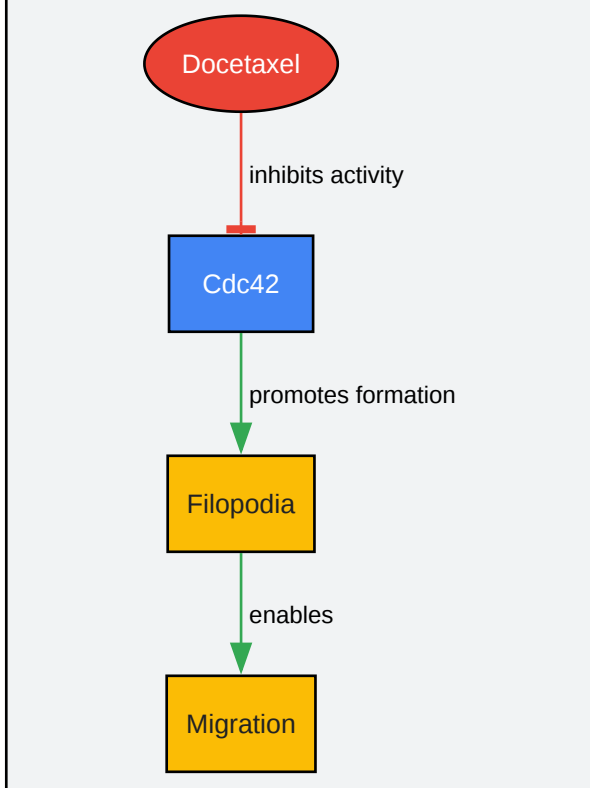 Docetaxel
inhibits activity
Cdc42
promotes formation
Filopodia
enables
Migration